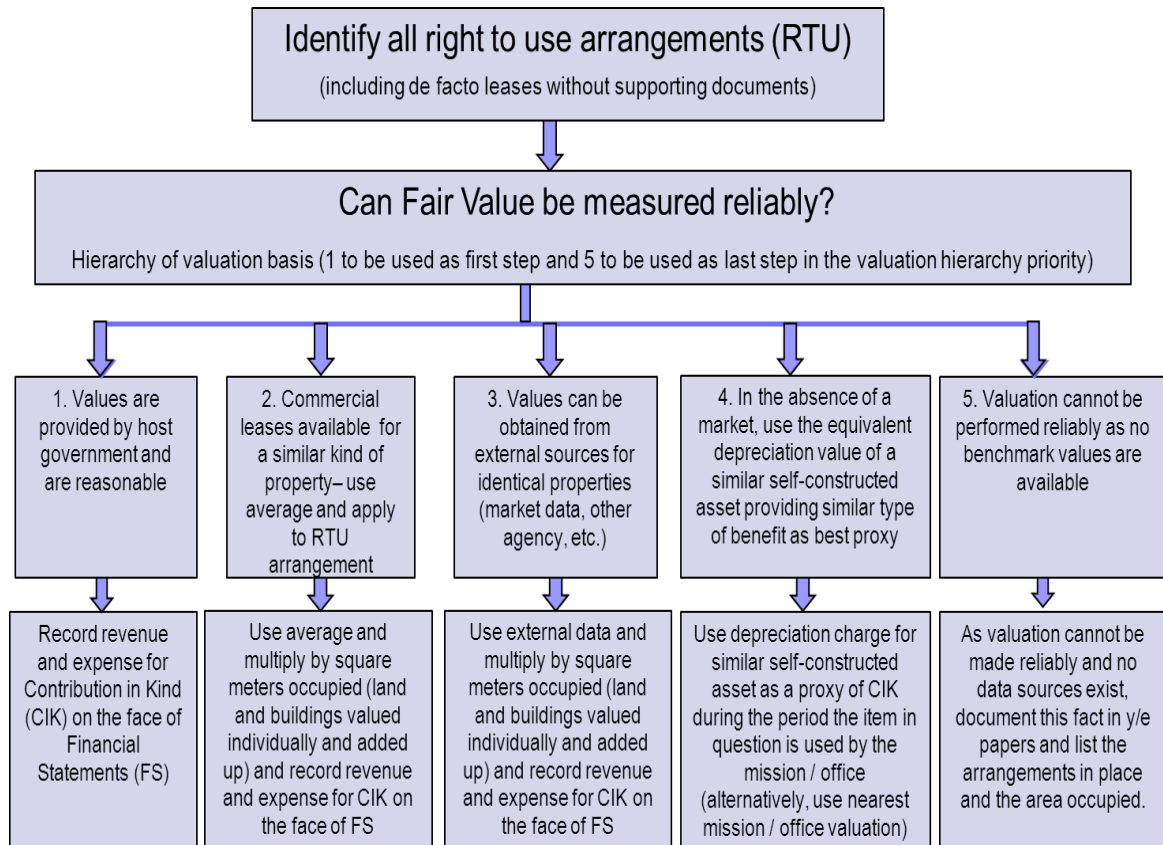 Identify all right to use arrangements (RTU)
(including de facto leases without supporting documents)
Can Fair Value be measured reliably?
Hierarchy of valuation basis (1 to be used as first step and 5 to be used as last step in the valuation hierarchy priority)
1. Values are
provided by host
government and
are reasonable
2. Commercial
leases available for
a similar kind of
property– use
average and apply
to RTU
arrangement
3. Values can be
obtained from
external sources for
identical properties
(market data, other
agency, etc.)
4. In the absence of a
market, use the equivalent
depreciation value of a
similar self-constructed
asset providing similar type
of benefit as best proxy
5. Valuation cannot be
performed reliably as no
benchmark values are
available
Record revenue
and expense for
Contribution in Kind
(CIK) on the face of
Financial
Statements (FS)
Use average and
multiply by square
meters occupied (land
and buildings valued
individually and added
up) and record revenue
and expense for CIK on
the face of FS
Use external data and
multiply by square
meters occupied (land
and buildings valued
individually and added
up) and record revenue
and expense for CIK on
the face of FS
Use depreciation charge for
similar self-constructed
asset as a proxy of CIK
during the period the item in
question is used by the
mission / office
(alternatively, use nearest
mission / office valuation)
As valuation cannot be
made reliably and no
data sources exist,
document this fact in y/e
papers and list the
arrangements in place
and the area occupied.